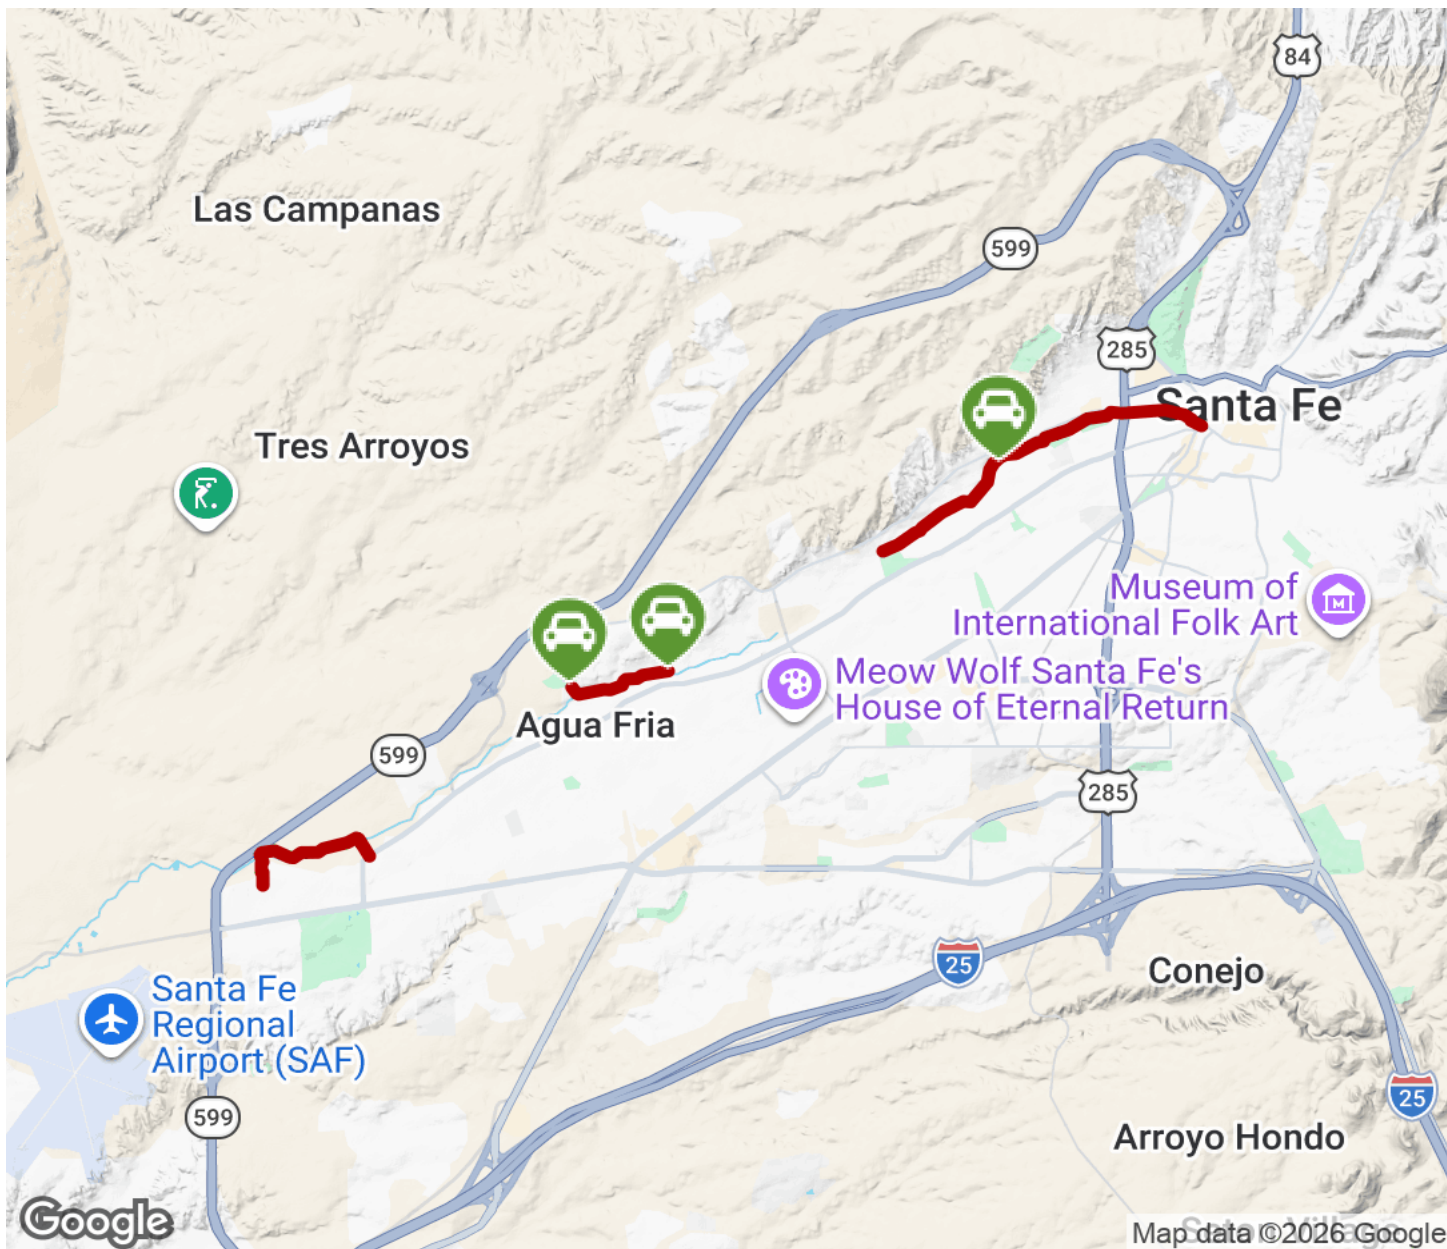 84
Las Campanas
599
285
Santa Fe
Tres Arroyos
Museum of
International Folk Art
M
Meow Wolf Santa Fe's
House of Eternal Return
Agua Fria
599
285
25
Conejo
Santa Fe
Regional
Airport (SAF)
25
599
Arroyo Hondo
Google
Map data ©2026 Google